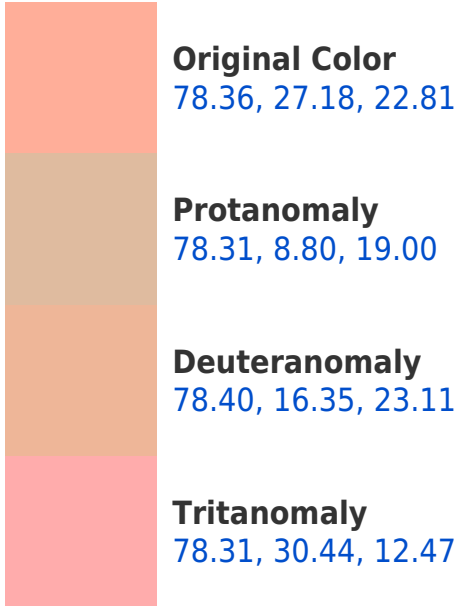 Original Color
78.36, 27.18, 22.81
Protanomaly
78.31, 8.80, 19.00
Deuteranomaly
78.40, 16.35, 23.11
Tritanomaly
78.31, 30.44, 12.47